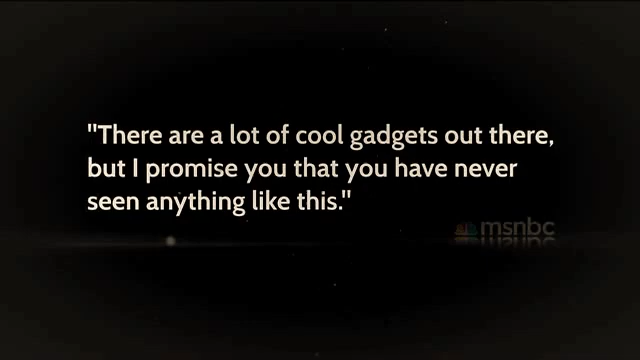 "There are a lot of cool gadgets out there,
but I promise you that you have never
seen anything like this."
msnbc